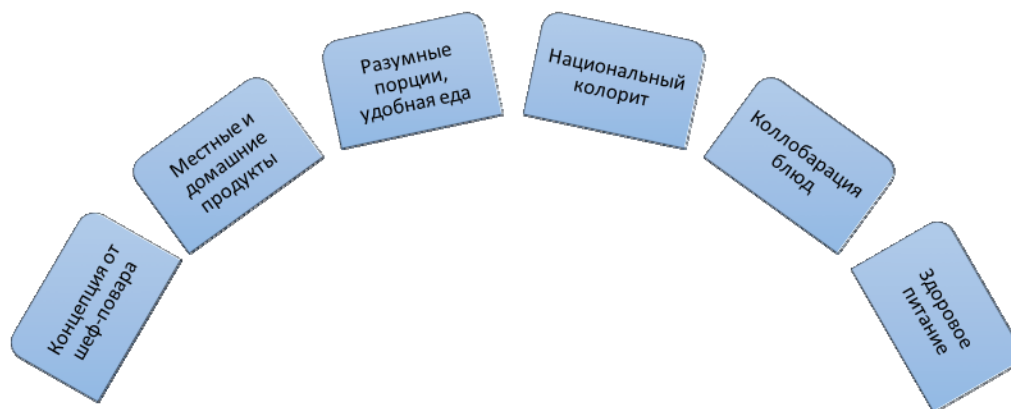 Концепция от
шеф-повара
Местные и
домашние
продукты
Разумные
порции,
удобная еда
Национальный
колорит
Коллобарация
блюд
Здоровое
питание